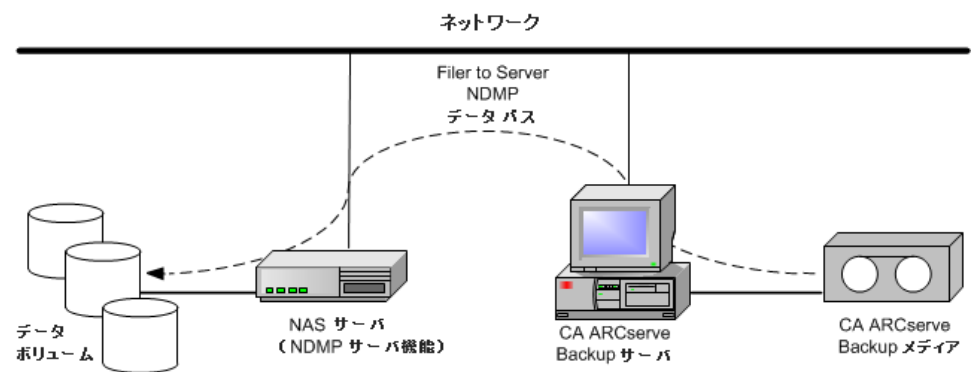 ネットワーク
Filer to Server
NDMP
データ パス
データ
ボリューム
NAS サーバ
（NDMP サーバ機能）
CA ARCserve
Backup サーバ
CA ARCserve
Backup メディア